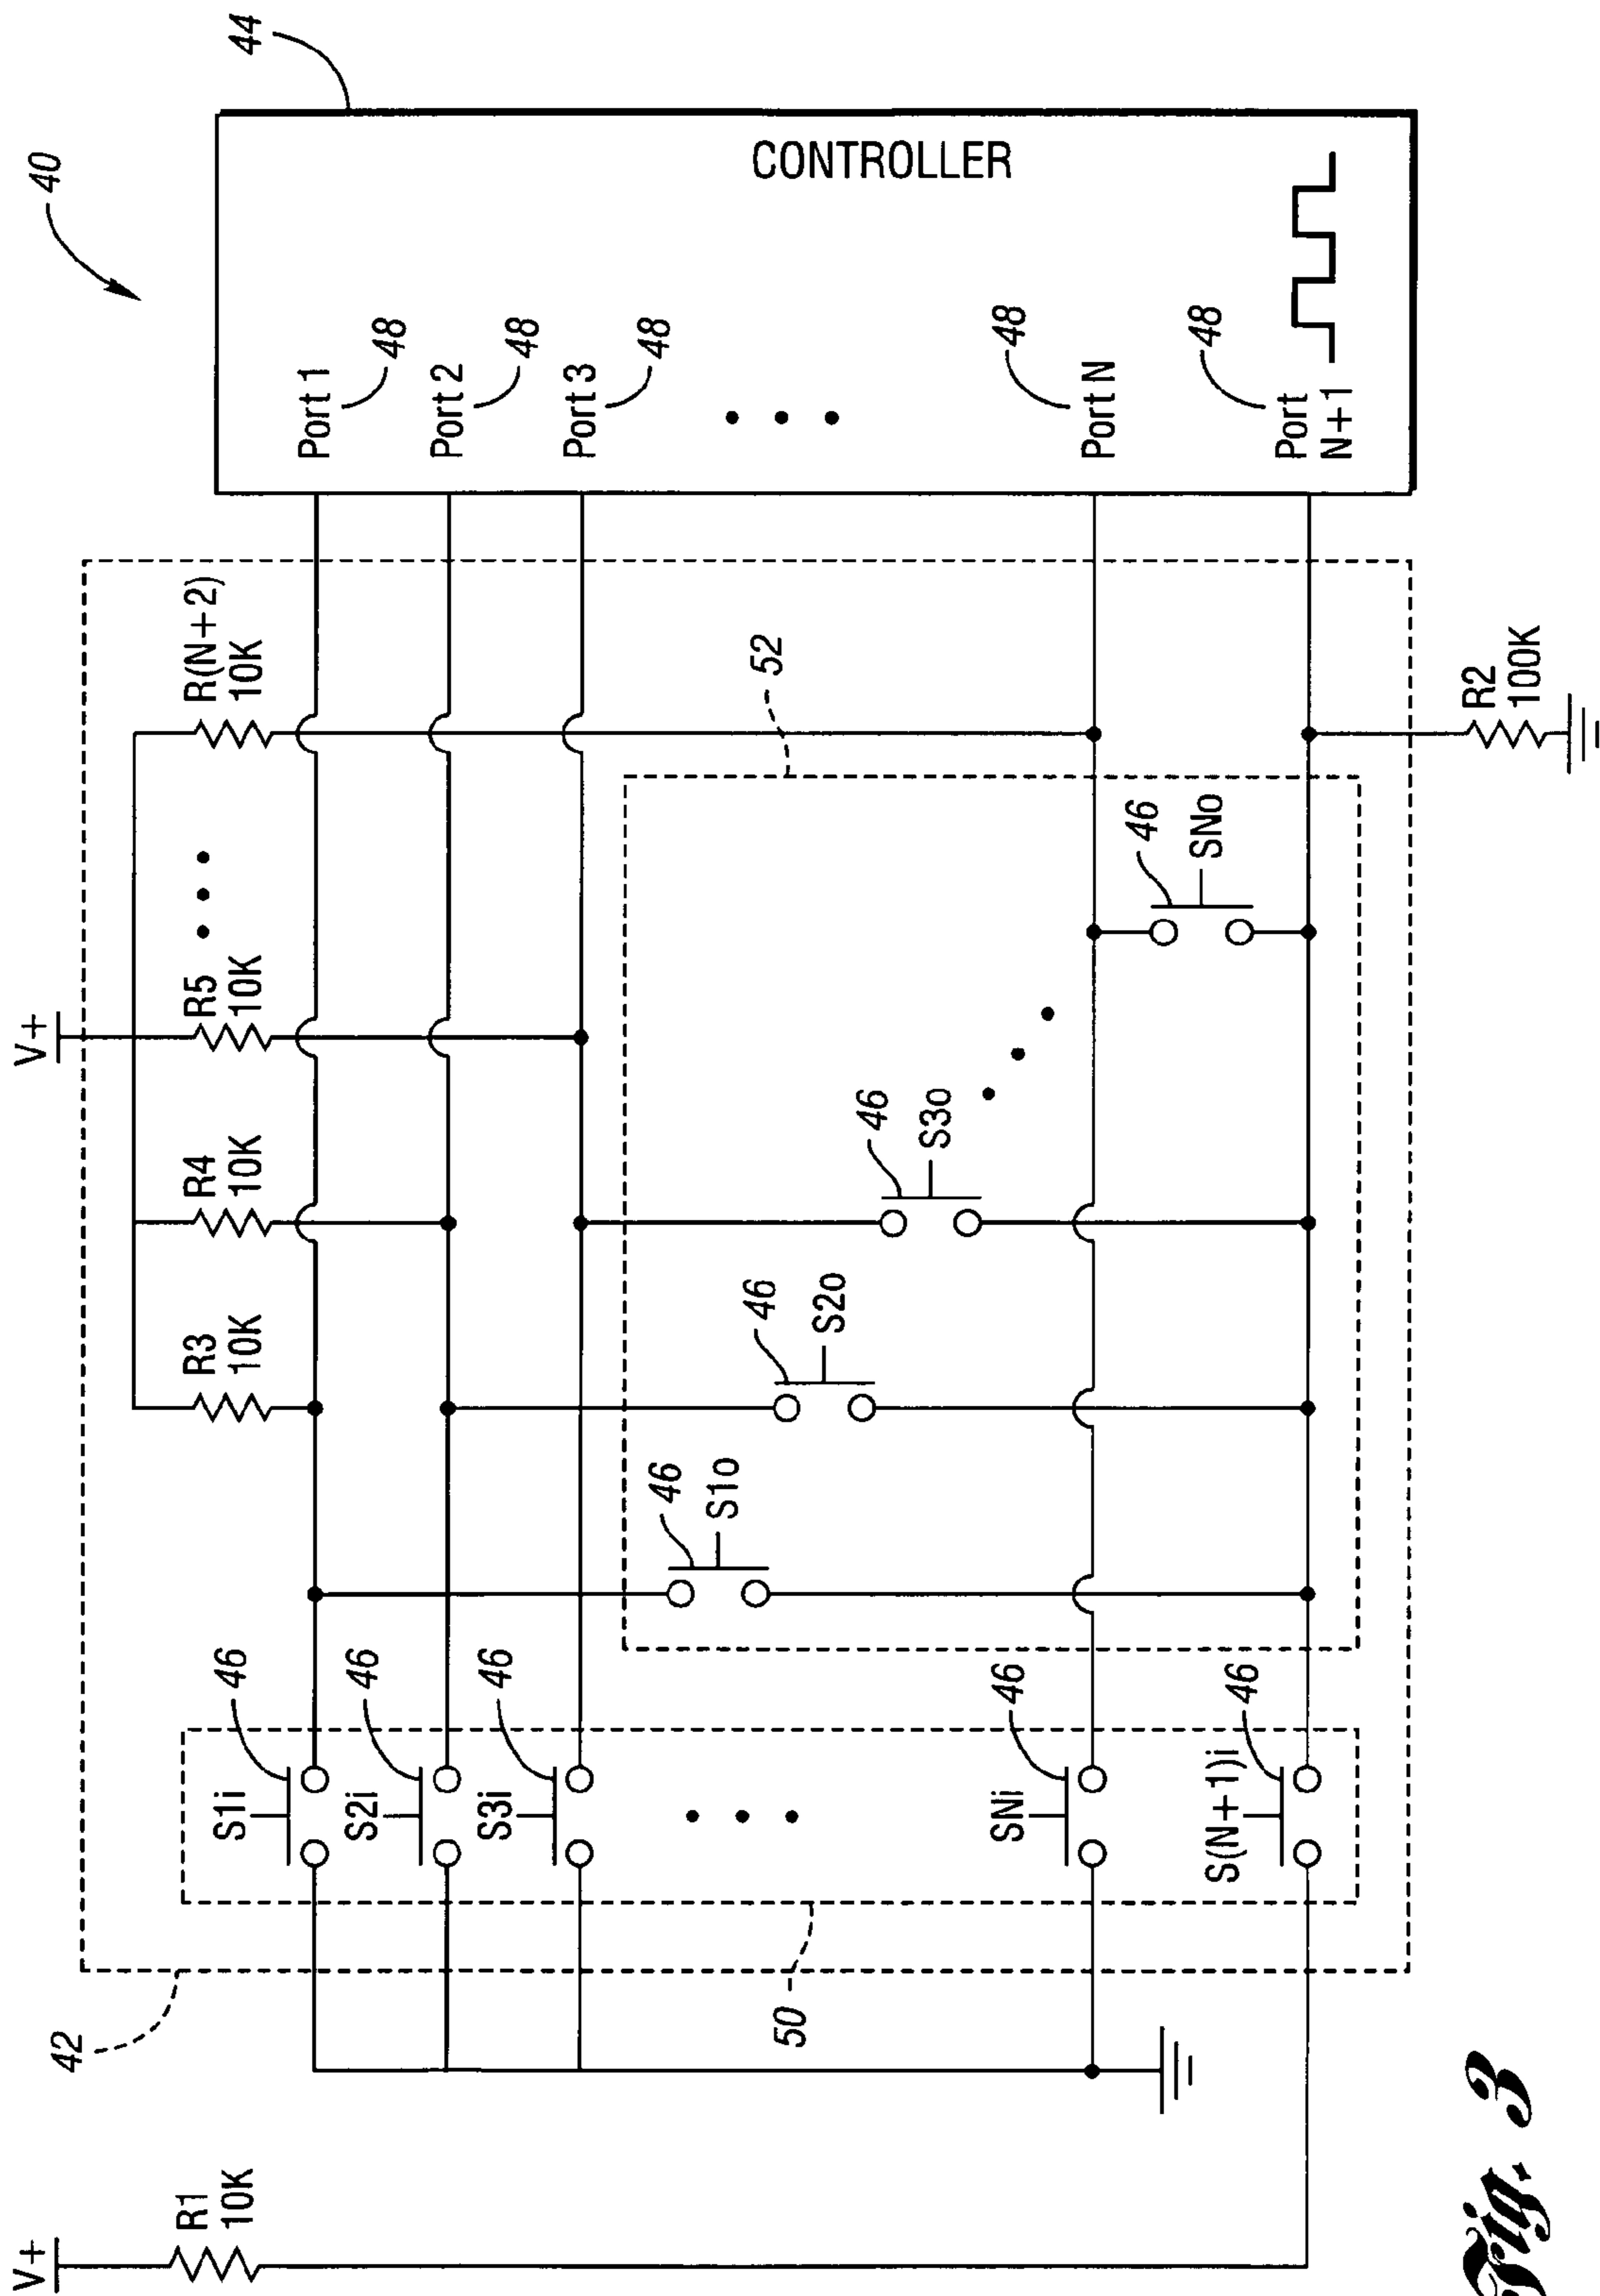 40
44
V+
V+
R1
10K
42
R3
10K
R4
10K
R5
10K
R(N+2)
10K
S1i
46
S2i
46
S3i
46
SNi
46
S(N+1)i
46
50
46
S1o
46
S2o
46
S3o
46
SNo
52
R2
100K
Port 1
48
Port 2
48
Port 3
48
Port N
48
Port
N+1
48
CONTROLLER
Fig. 3